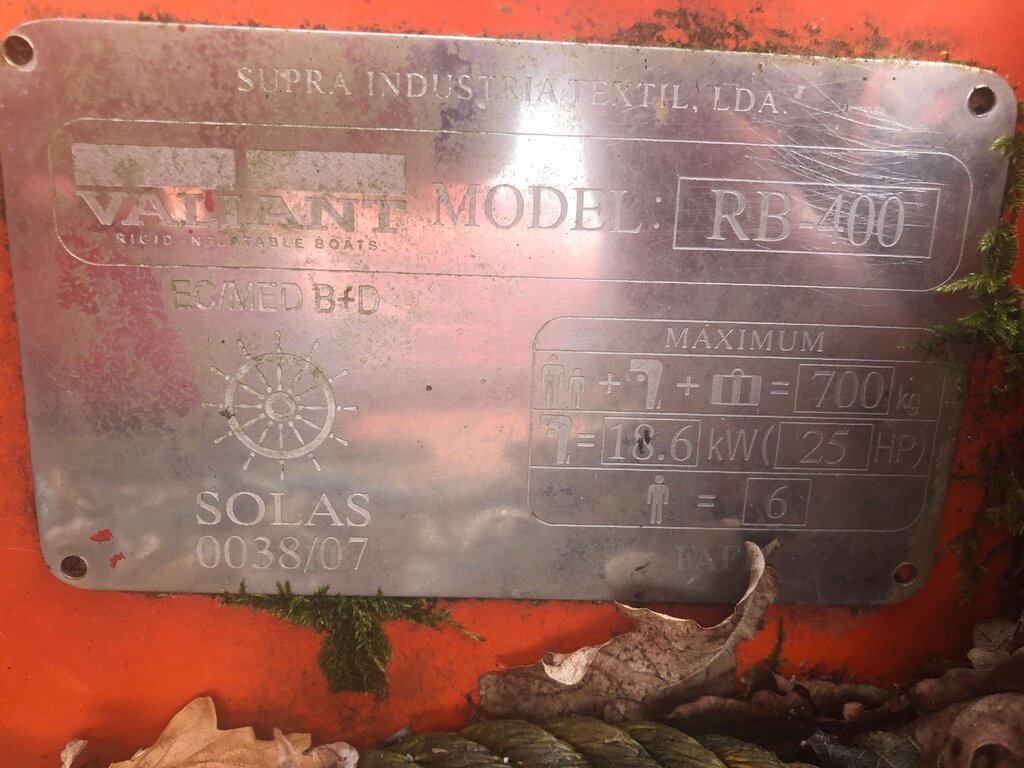 SUPRA INDUSTRIA TEXTIL, LDA.
VALIANT
RIGID INFLATABLE BOATS
MODEL: RB-400
EC/MED B+D
SOLAS
0038/07
MAXIMUM
+ + = 700 kg
= 18.6 kW ( 25 HP)
= 6